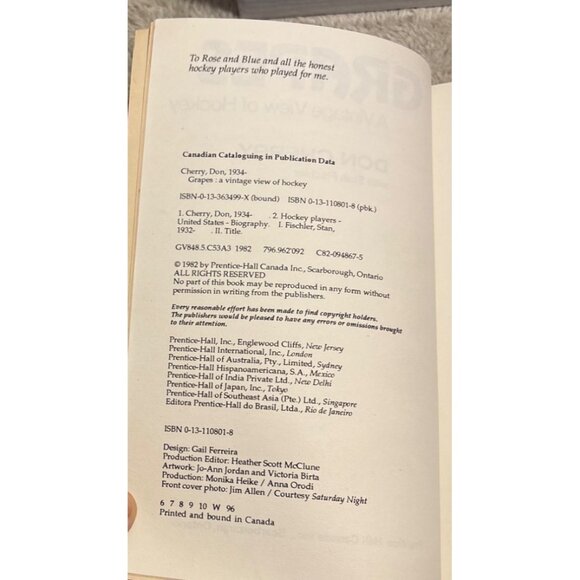 To Rose and Blue and all the honest
hockey players who played for me.
Canadian Cataloguing in Publication Data
Cherry, Don, 1934-
Grapes : a vintage view of hockey
ISBN-0-13-363499-X (bound) ISBN 0-13-110801-8 (pbk.)
1. Cherry, Don, 1934- . 2. Hockey players -
United States - Biography. I. Fischler, Stan,
1932- . II. Title.
GV848.5.C53A3 1982 796.962'092 C82-094867-5
© 1982 by Prentice-Hall Canada Inc., Scarborough, Ontario
ALL RIGHTS RESERVED
No part of this book may be reproduced in any form without
permission in writing from the publishers.
Every reasonable effort has been made to find copyright holders.
The publishers would be pleased to have any errors or omissions brought
to their attention.
Prentice-Hall, Inc., Englewood Cliffs, New Jersey
Prentice-Hall International, Inc., London
Prentice-Hall of Australia, Pty., Limited, Sydney
Prentice-Hall Hispanoamericana, S.A., Mexico
Prentice-Hall of India Private Ltd., New Delhi
Prentice-Hall of Japan, Inc., Tokyo
Prentice-Hall of Southeast Asia (Pte.) Ltd., Singapore
Editora Prentice-Hall do Brasil, Ltda., Rio de Janeiro
ISBN 0-13-110801-8
Design: Gail Ferreira
Production Editor: Heather Scott McClune
Artwork: Jo-Ann Jordan and Victoria Birta
Production: Monika Heike / Anna Orodi
Front cover photo: Jim Allen / Courtesy Saturday Night
6 7 8 9 10 W 96
Printed and bound in Canada